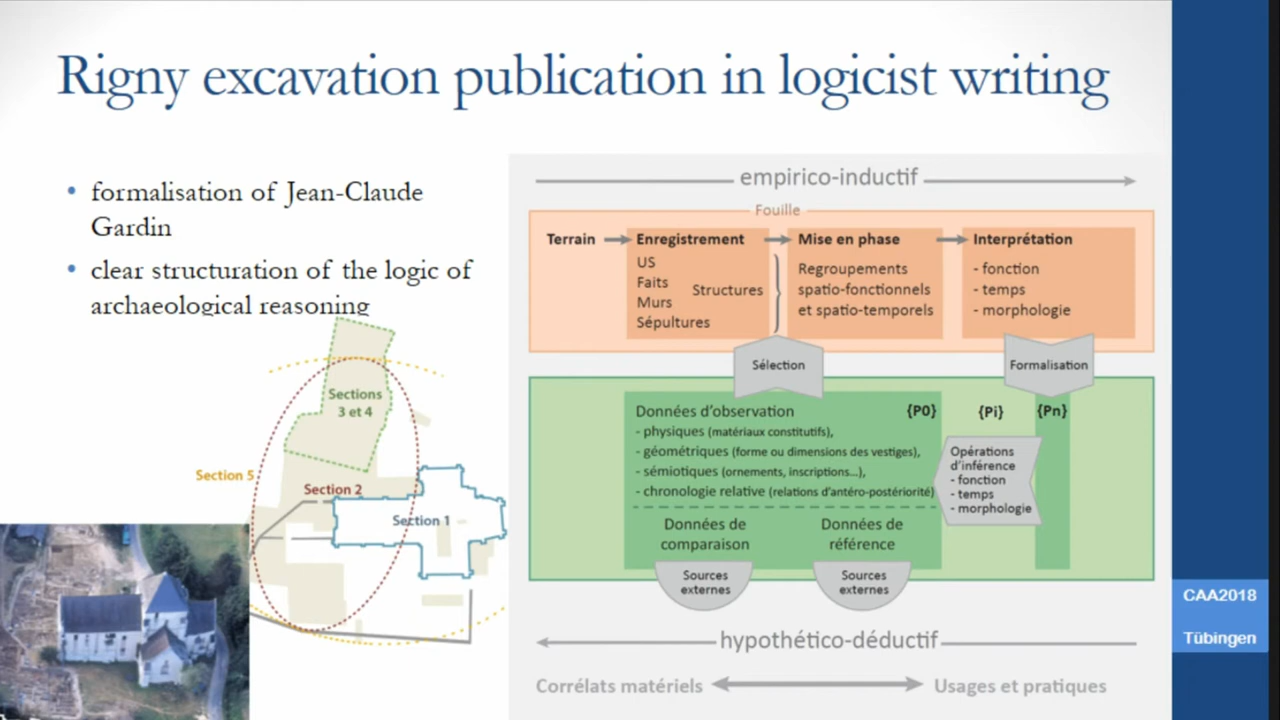 Rigny excavation publication in logicist writing
• formalisation of Jean-Claude
Gardin
• clear structuration of the logic of
archaeological reasoning
Sections
3 et 4
Section 5
Section 2
Section 1
empirico-inductif
Fouille
Terrain
Enregistrement
US
Faits
Murs
Sépultures
Structures
Mise en phase
Regroupements
spatio-fonctionnels
et spatio-temporels
Interprétation
- fonction
- temps
- morphologie
Sélection
Formalisation
Données d'observation
{P0}
{Pi}
{Pn}
- physiques (matériaux constitutifs),
- géométriques (forme ou dimensions des vestiges),
- sémiotiques (ornements, inscriptions...),
- chronologie relative (relations d'antéro-postériorité)
Opérations
d'inférence
- fonction
- temps
- morphologie
Données de
comparaison
Données de
référence
Sources
externes
Sources
externes
hypothético-déductif
Corrélats matériels
Usages et pratiques
CAA2018
Tübingen